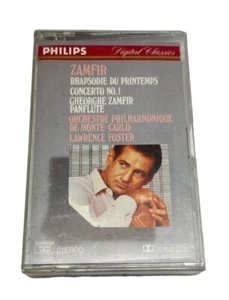 PHILIPS
Digital Classics
ZAMFIR
RHAPSODIE DU PRINTEMPS
CONCERTO NO. 1
GHEORGHE ZAMFIR
PANFLUTE
ORCHESTRE PHILHARMONIQUE
DE MONTE-CARLO
LAWRENCE FOSTER
STEREO